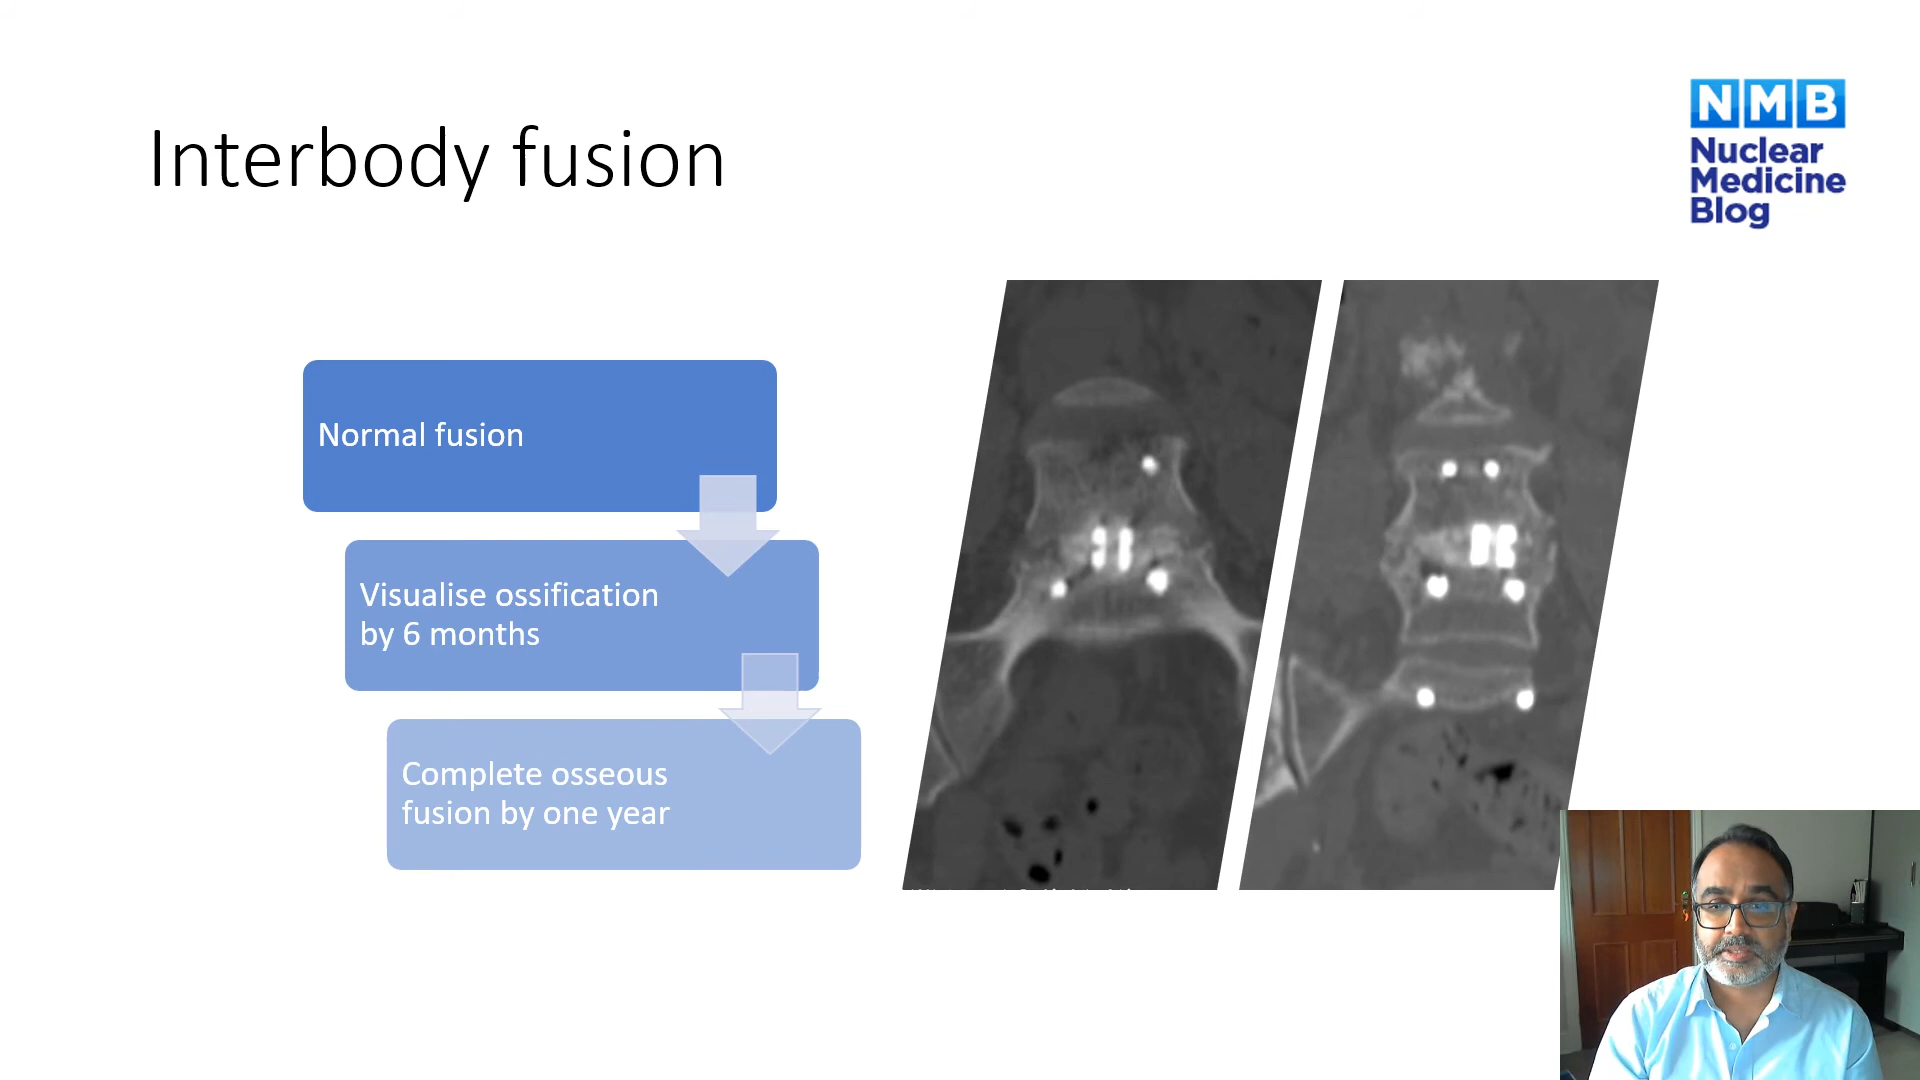 Interbody fusion
NMB
Nuclear
Medicine
Blog
Normal fusion
Visualise ossification
by 6 months
Complete osseous
fusion by one year